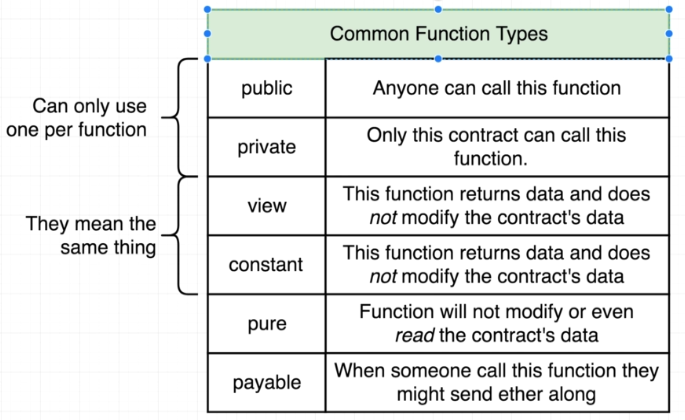 Common Function Types
Can only use
one per function
public
Anyone can call this function
private
Only this contract can call this
function.
They mean the
same thing
view
This function returns data and does
not modify the contract's data
constant
This function returns data and does
not modify the contract's data
pure
Function will not modify or even
read the contract's data
payable
When someone call this function they
might send ether along